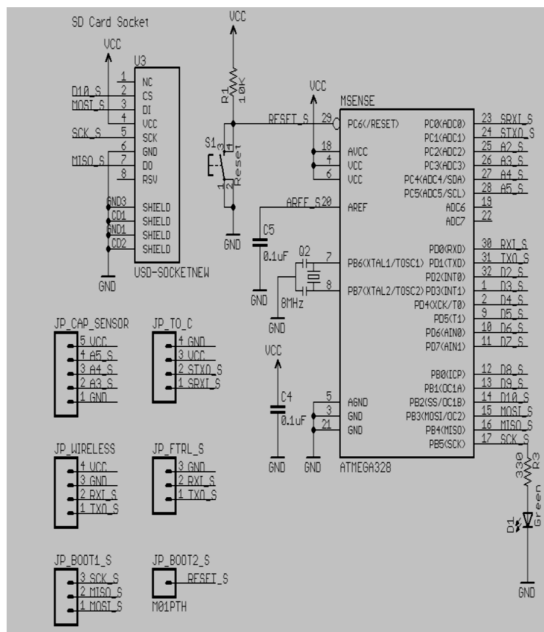 SD Card Socket
VCC
U3
1 NC
D10_S 2 CS
MOSI_S 3 DI
4 VCC
SCK_S 5 SCK
6 GND
MISO_S 7 DO
8 RSV
GND3 SHIELD
CD1 SHIELD
GND1 SHIELD
CD2 SHIELD
USD-SOCKETNEW
GND
VCC
R1
10K
S1
Reset
3 4
1 2
GND
RESET_S
VCC
AREF_S
C5
0.1uF
GND
Q2
8MHz
GND
VCC
C4
0.1uF
GND
GND
MSENSE
29 PC6(/RESET)
18 AVCC
4 VCC
6 VCC
20 AREF
7 PB6(XTAL1/TOSC1)
8 PB7(XTAL2/TOSC2)
5 AGND
3 GND
21 GND
PC0(ADC0) 23 SRXI_S
PC1(ADC1) 24 STXO_S
PC2(ADC2) 25 A2_S
PC3(ADC3) 26 A3_S
PC4(ADC4/SDA) 27 A4_S
PC5(ADC5/SCL) 28 A5_S
ADC6 19
ADC7 22
PD0(RXD) 30 RXI_S
PD1(TXD) 31 TXO_S
PD2(INT0) 32 D2_S
PD3(INT1) 1 D3_S
PD4(XCK/T0) 2 D4_S
PD5(T1) 9 D5_S
PD6(AIN0) 10 D6_S
PD7(AIN1) 11 D7_S
PB0(ICP) 12 D8_S
PB1(OC1A) 13 D9_S
PB2(SS/OC1B) 14 D10_S
PB3(MOSI/OC2) 15 MOSI_S
PB4(MISO) 16 MISO_S
PB5(SCK) 17 SCK_S
ATMEGA328
330
R3
D1
Green
GND
JP_CAP_SENSOR
5 VCC
4 A5_S
3 A4_S
2 A3_S
1 GND
JP_TO_C
4 GND
3 VCC
2 STXO_S
1 SRXI_S
JP_WIRELESS
4 VCC
3 GND
2 RXI_S
1 TXO_S
JP_FTRL_S
3 GND
2 RXI_S
1 TXO_S
JP_BOOT1_S
3 SCK_S
2 MISO_S
1 MOSI_S
JP_BOOT2_S
RESET_S
M01PTH